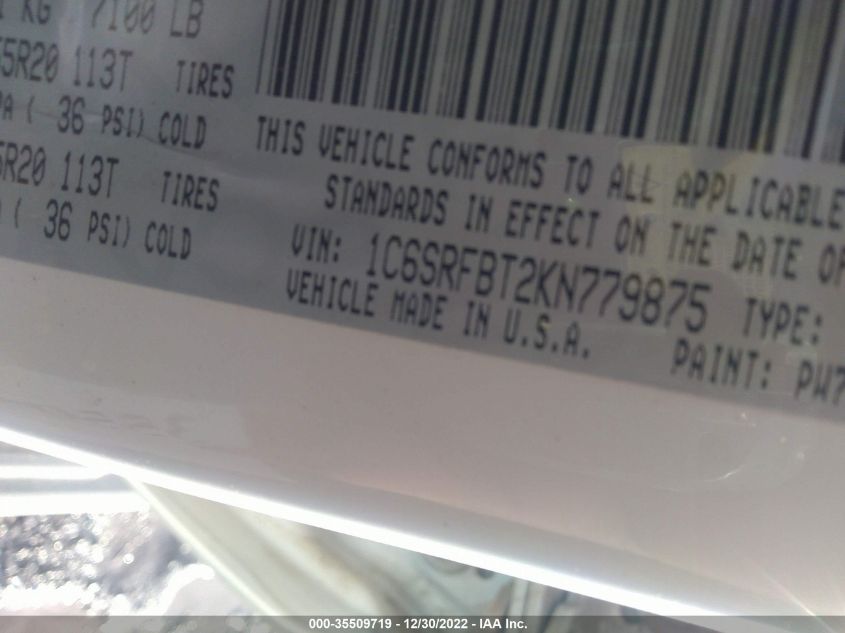 KG 7100 LB
5R20 113T TIRES
PA ( 36 PSI) COLD
5R20 113T TIRES
( 36 PSI) COLD
THIS VEHICLE CONFORMS TO ALL APPLICABLE
STANDARDS IN EFFECT ON THE DATE OF
VIN: 1C6SRFBT2KN779875 TYPE:
VEHICLE MADE IN U.S.A. PAINT: PW7
000-35509719 - 12/30/2022 - IAA Inc.